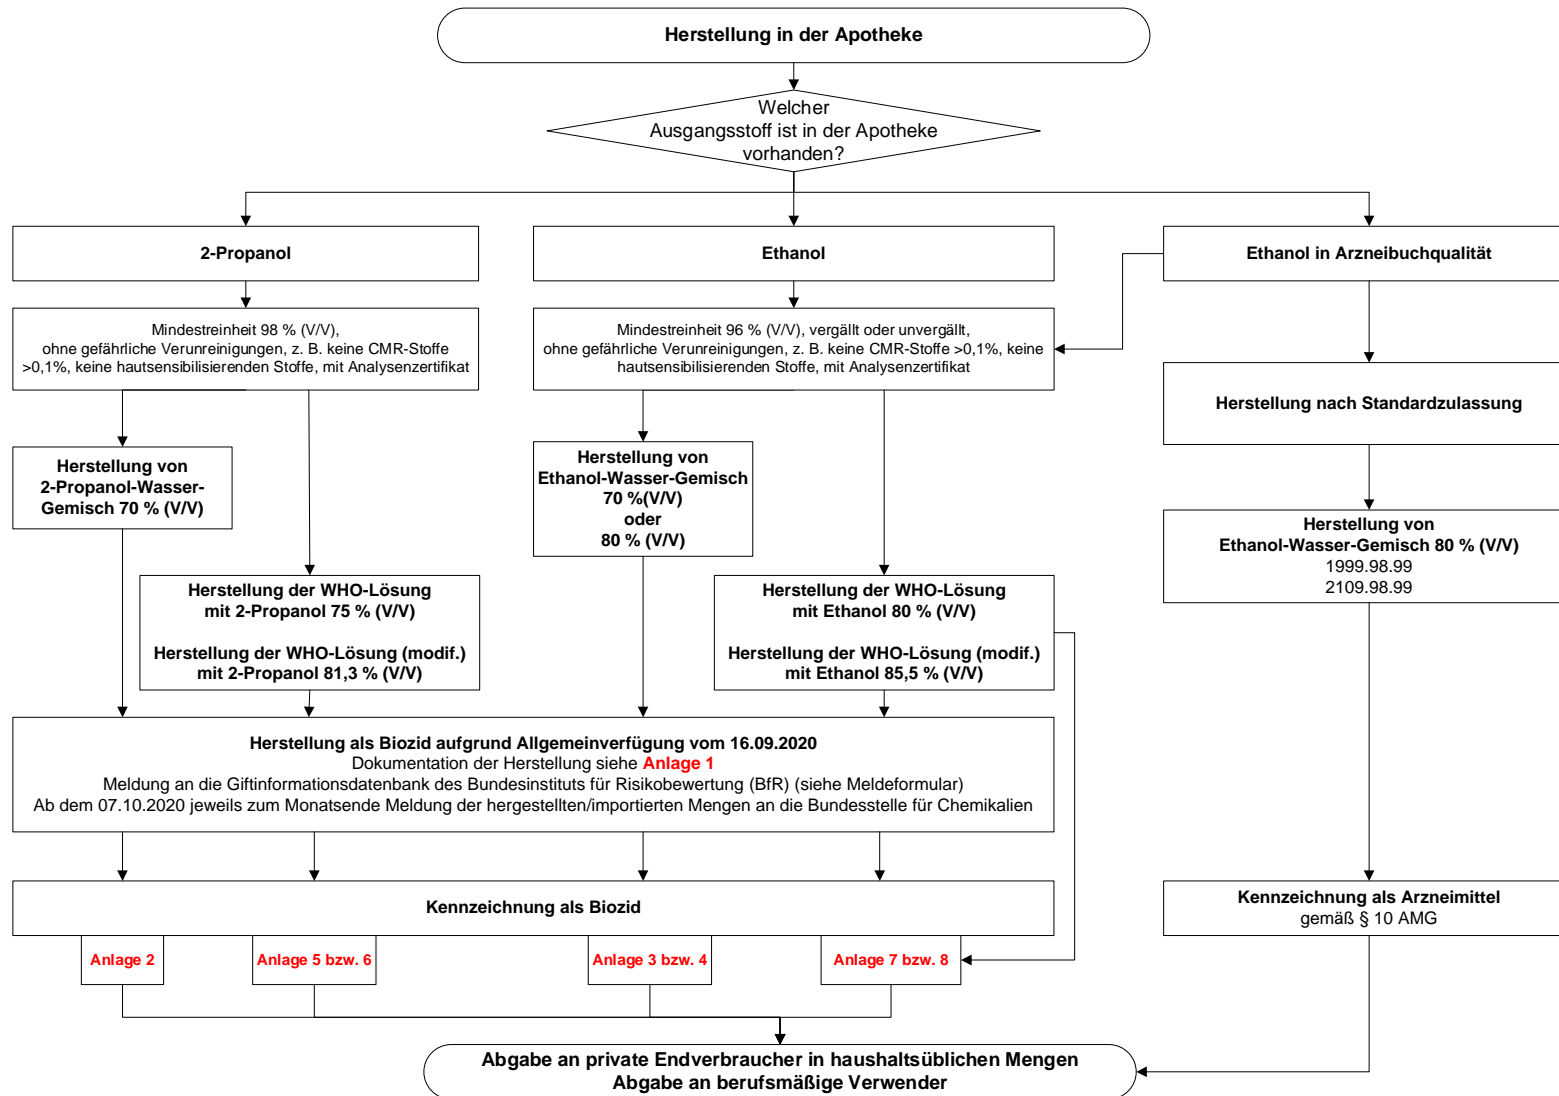 Herstellung in der Apotheke
Welcher
Ausgangsstoff ist in der Apotheke
vorhanden?
2-Propanol
Ethanol
Ethanol in Arzneibuchqualität
Mindestreinheit 98 % (V/V),
ohne gefährliche Verunreinigungen, z. B. keine CMR-Stoffe
>0,1%, keine hautsensibilisierenden Stoffe, mit Analysenzertifikat
Mindestreinheit 96 % (V/V), vergällt oder unvergällt,
ohne gefährliche Verunreinigungen, z. B. keine CMR-Stoffe >0,1%, keine
hautsensibilisierenden Stoffe, mit Analysenzertifikat
Herstellung nach Standardzulassung
Herstellung von
2-Propanol-Wasser-
Gemisch 70 % (V/V)
Herstellung von
Ethanol-Wasser-Gemisch
70 %(V/V)
oder
80 % (V/V)
Herstellung von
Ethanol-Wasser-Gemisch 80 % (V/V)
1999.98.99
2109.98.99
Herstellung der WHO-Lösung
mit 2-Propanol 75 % (V/V)
Herstellung der WHO-Lösung (modif.)
mit 2-Propanol 81,3 % (V/V)
Herstellung der WHO-Lösung
mit Ethanol 80 % (V/V)
Herstellung der WHO-Lösung (modif.)
mit Ethanol 85,5 % (V/V)
Herstellung als Biozid aufgrund Allgemeinverfügung vom 16.09.2020
Dokumentation der Herstellung siehe Anlage 1
Meldung an die Giftinformationsdatenbank des Bundesinstituts für Risikobewertung (BfR) (siehe Meldeformular)
Ab dem 07.10.2020 jeweils zum Monatsende Meldung der hergestellten/importierten Mengen an die Bundesstelle für Chemikalien
Kennzeichnung als Biozid
Kennzeichnung als Arzneimittel
gemäß § 10 AMG
Anlage 2
Anlage 5 bzw. 6
Anlage 3 bzw. 4
Anlage 7 bzw. 8
Abgabe an private Endverbraucher in haushaltsüblichen Mengen
Abgabe an berufsmäßige Verwender